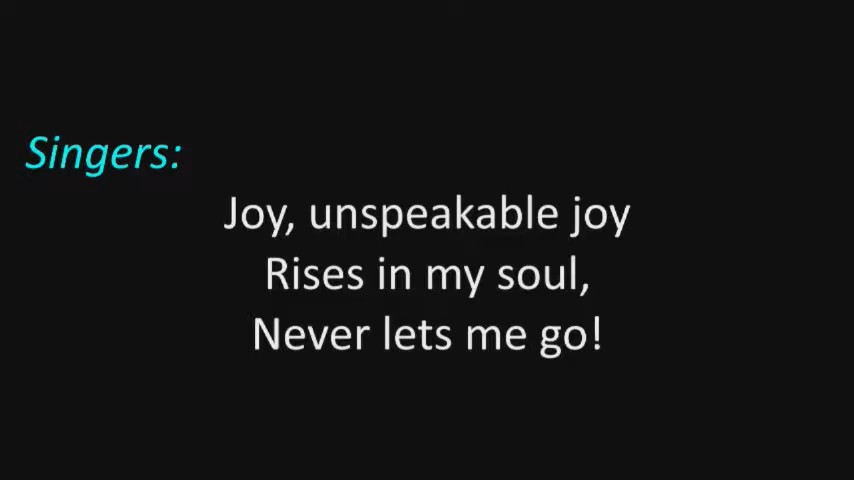 Singers:
Joy, unspeakable joy
Rises in my soul,
Never lets me go!